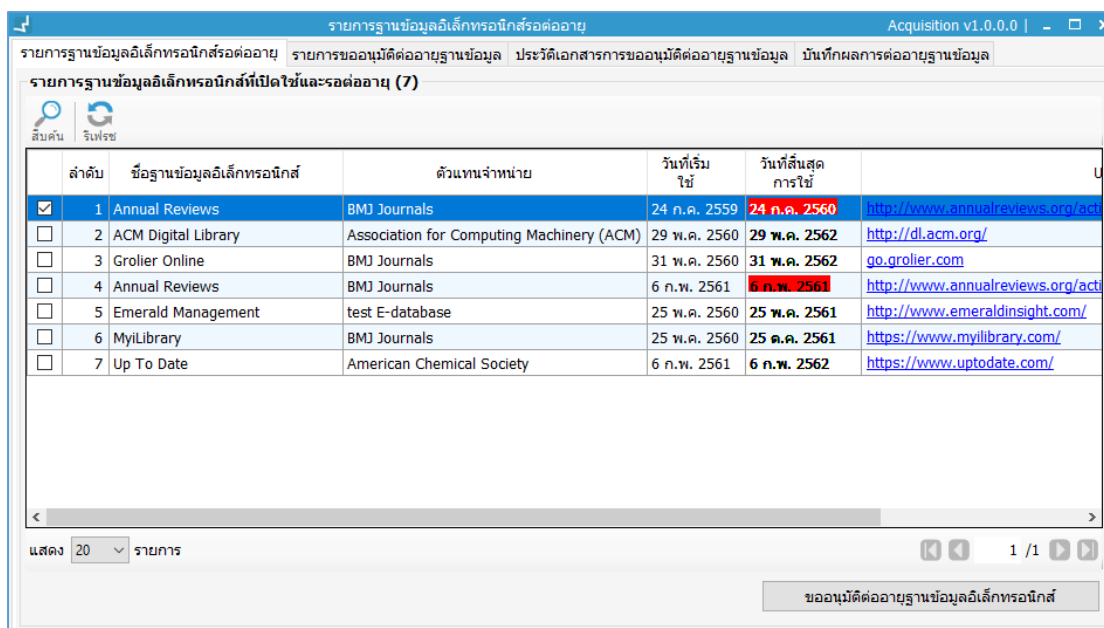 รายการฐานข้อมูลอิเล็กทรอนิกส์รอต่ออายุ Acquisition v1.0.0.0 |
รายการฐานข้อมูลอิเล็กทรอนิกส์รอต่ออายุ รายการขออนุมัติต่ออายุฐานข้อมูล ประวัติเอกสารการขออนุมัติต่ออายุฐานข้อมูล บันทึกผลการต่ออายุฐานข้อมูล
รายการฐานข้อมูลอิเล็กทรอนิกส์ที่เปิดใช้และรอต่ออายุ (7)
สืบค้น รีเฟรช
ลำดับ ชื่อฐานข้อมูลอิเล็กทรอนิกส์ ตัวแทนจำหน่าย วันที่เริ่มใช้ วันที่สิ้นสุดการใช้ U
1 Annual Reviews BMJ Journals 24 ก.ค. 2559 24 ก.ค. 2560 http://www.annualreviews.org/acti
2 ACM Digital Library Association for Computing Machinery (ACM) 29 พ.ค. 2560 29 พ.ค. 2562 http://dl.acm.org/
3 Grolier Online BMJ Journals 31 พ.ค. 2560 31 พ.ค. 2562 go.grolier.com
4 Annual Reviews BMJ Journals 6 ก.พ. 2561 6 ก.พ. 2561 http://www.annualreviews.org/acti
5 Emerald Management test E-database 25 พ.ค. 2560 25 พ.ค. 2561 http://www.emeraldinsight.com/
6 MyiLibrary BMJ Journals 25 พ.ค. 2560 25 ต.ค. 2561 https://www.myilibrary.com/
7 Up To Date American Chemical Society 6 ก.พ. 2561 6 ก.พ. 2562 https://www.uptodate.com/
แสดง 20 รายการ 1 /1
ขออนุมัติต่ออายุฐานข้อมูลอิเล็กทรอนิกส์